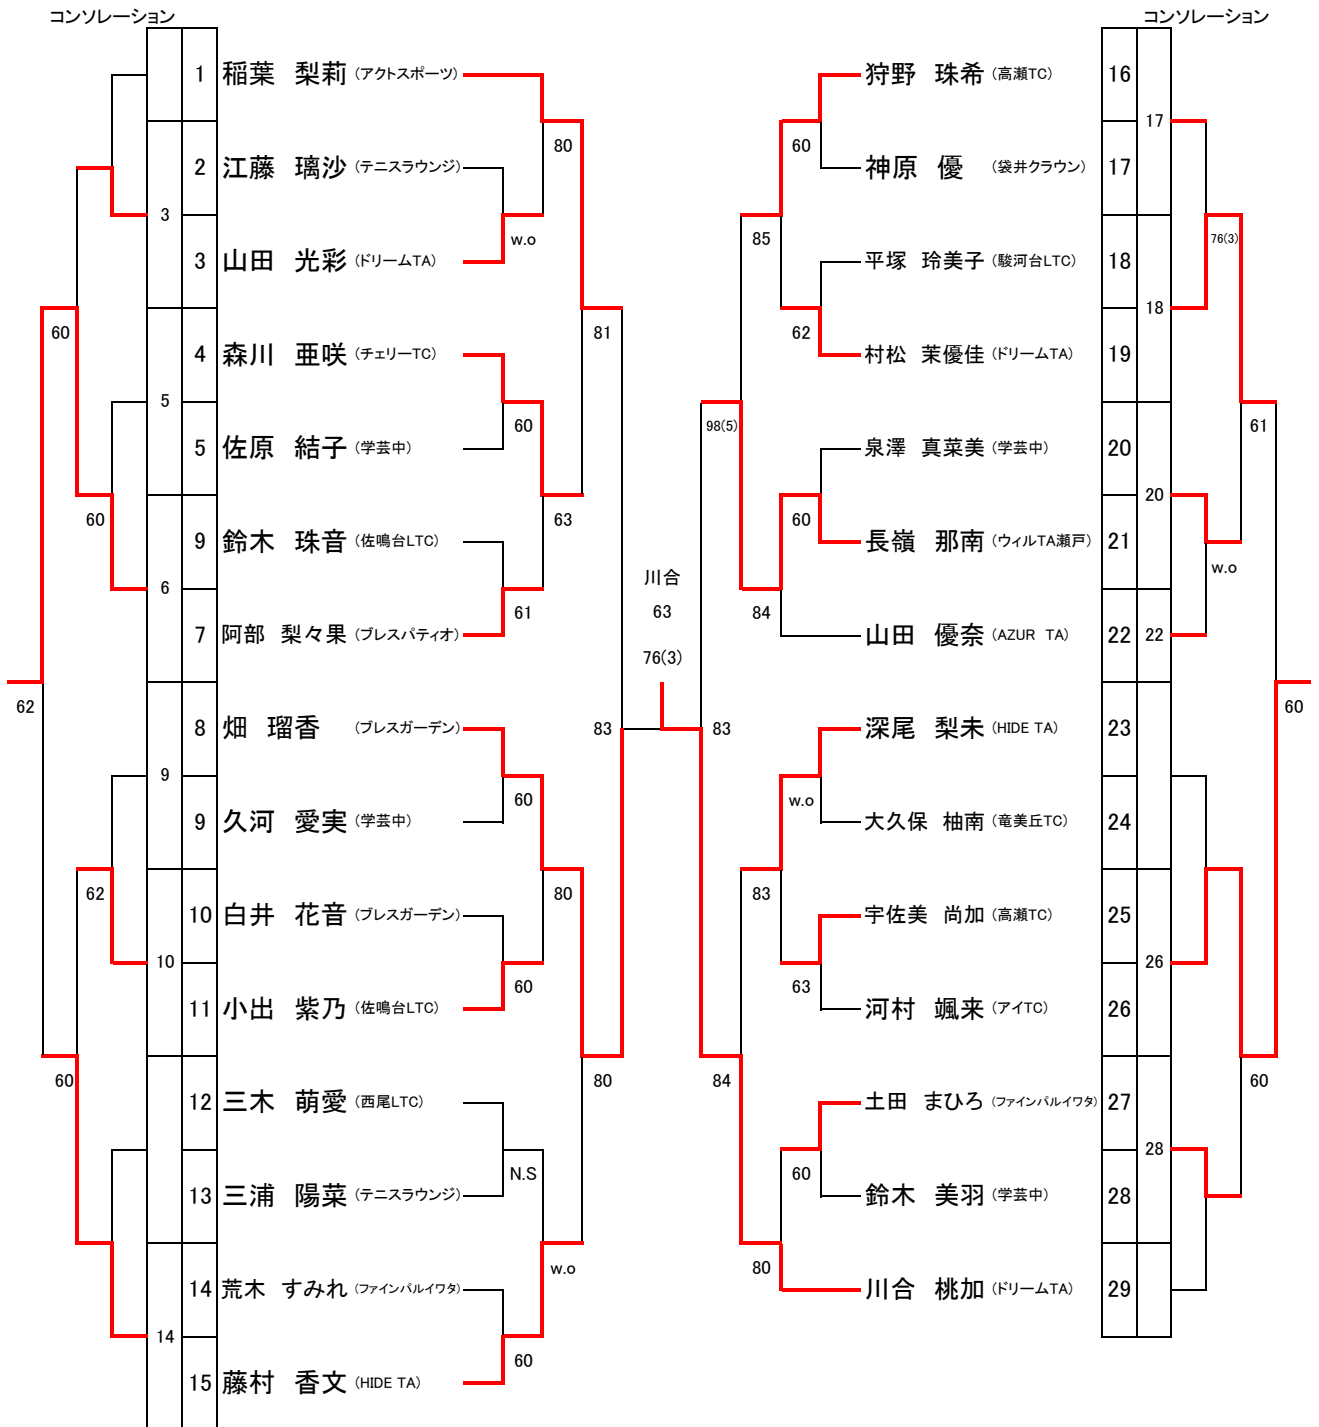 コンソレーション
コンソレーション
1 稲葉 梨莉 (アクトスポーツ)
2 江藤 璃沙 (テニスラウンジ)
3 山田 光彩 (ドリームTA)
4 森川 亜咲 (チェリーTC)
5 佐原 結子 (学芸中)
9 鈴木 珠音 (佐鳴台LTC)
7 阿部 梨々果 (ブレスパティオ)
8 畑 瑠香 (ブレスガーデン)
9 久河 愛実 (学芸中)
10 白井 花音 (ブレスガーデン)
11 小出 紫乃 (佐鳴台LTC)
12 三木 萌愛 (西尾LTC)
13 三浦 陽菜 (テニスラウンジ)
14 荒木 すみれ (ファインパルイワタ)
15 藤村 香文 (HIDE TA)
3
5
6
9
10
14
60
60
62
62
60
80
w.o
81
60
63
61
83
60
80
60
80
N.S
w.o
60
川合
63
76(3)
狩野 珠希 (高瀬TC) 16
神原 優 (袋井クラウン) 17
平塚 玲美子 (駿河台LTC) 18
村松 茉優佳 (ドリームTA) 19
泉澤 真菜美 (学芸中) 20
長嶺 那南 (ウィルTA瀬戸) 21
山田 優奈 (AZUR TA) 22
深尾 梨未 (HIDE TA) 23
大久保 柚南 (竜美丘TC) 24
宇佐美 尚加 (高瀬TC) 25
河村 颯来 (アイTC) 26
土田 まひろ (ファインパルイワタ) 27
鈴木 美羽 (学芸中) 28
川合 桃加 (ドリームTA) 29
60
85
62
98(5)
60
84
83
w.o
83
63
84
60
80
17
18
20
22
26
28
76(3)
61
w.o
60
60